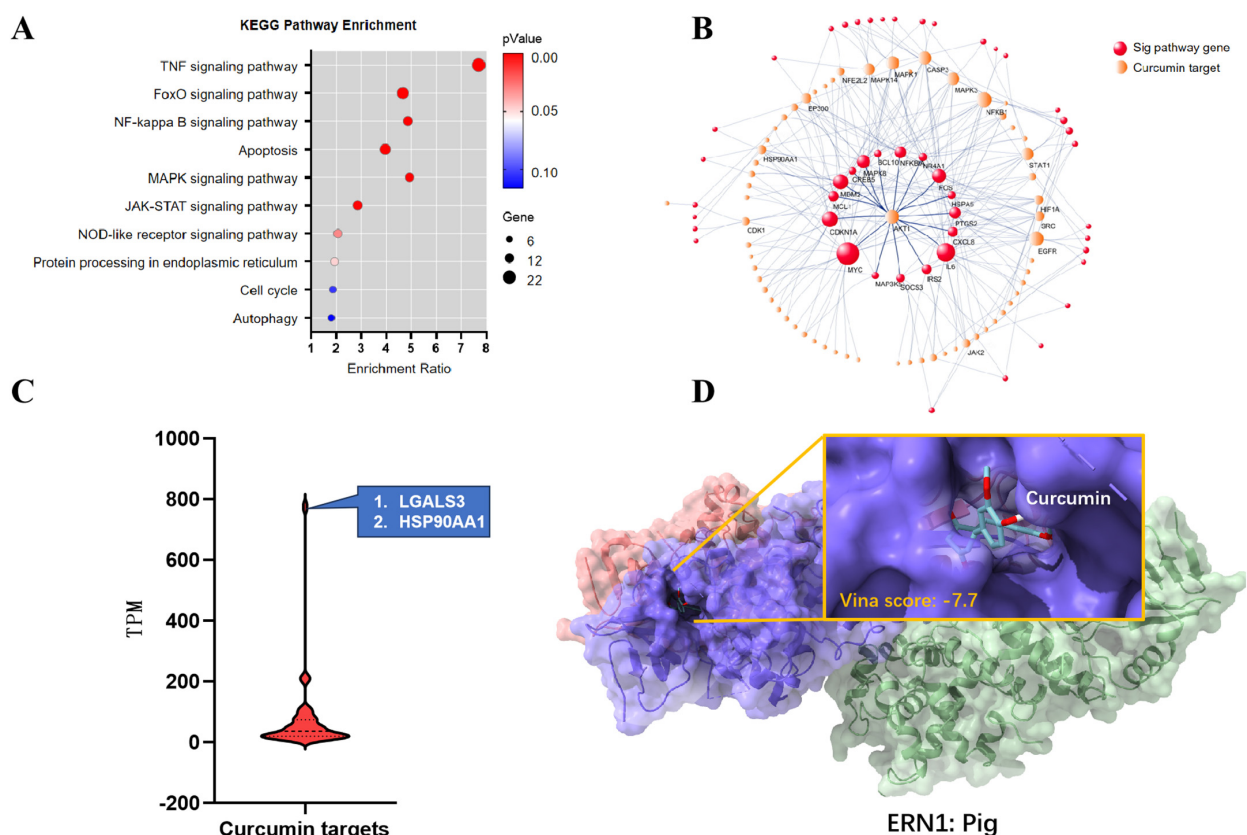 A
KEGG Pathway Enrichment
TNF signaling pathway
FoxO signaling pathway
NF-kappa B signaling pathway
Apoptosis
MAPK signaling pathway
JAK-STAT signaling pathway
NOD-like receptor signaling pathway
Protein processing in endoplasmic reticulum
Cell cycle
Autophagy
1 2 3 4 5 6 7 8
Enrichment Ratio
pValue
0.00
0.05
0.10
Gene
6
12
22
B
Sig pathway gene
Curcumin target
CASP3
MAPK1
MAPK14
NFE2L2
MAPK3
NFKB1
EP300
HSP90AA1
STAT1
BCL10
MAPK8
NR4A1
CREB5
FOS
MDM2
HSPA5
HIF1A
SRC
PTGS2
CDKN1A
AKT1
CDK1
CXCL8
EGFR
MYC
IL6
IRS2
SOCS3
JAK2
C
1000
800
600
400
200
0
-200
TPM
1. LGALS3
2. HSP90AA1
Curcumin targets
D
Curcumin
Vina score: -7.7
ERN1: Pig